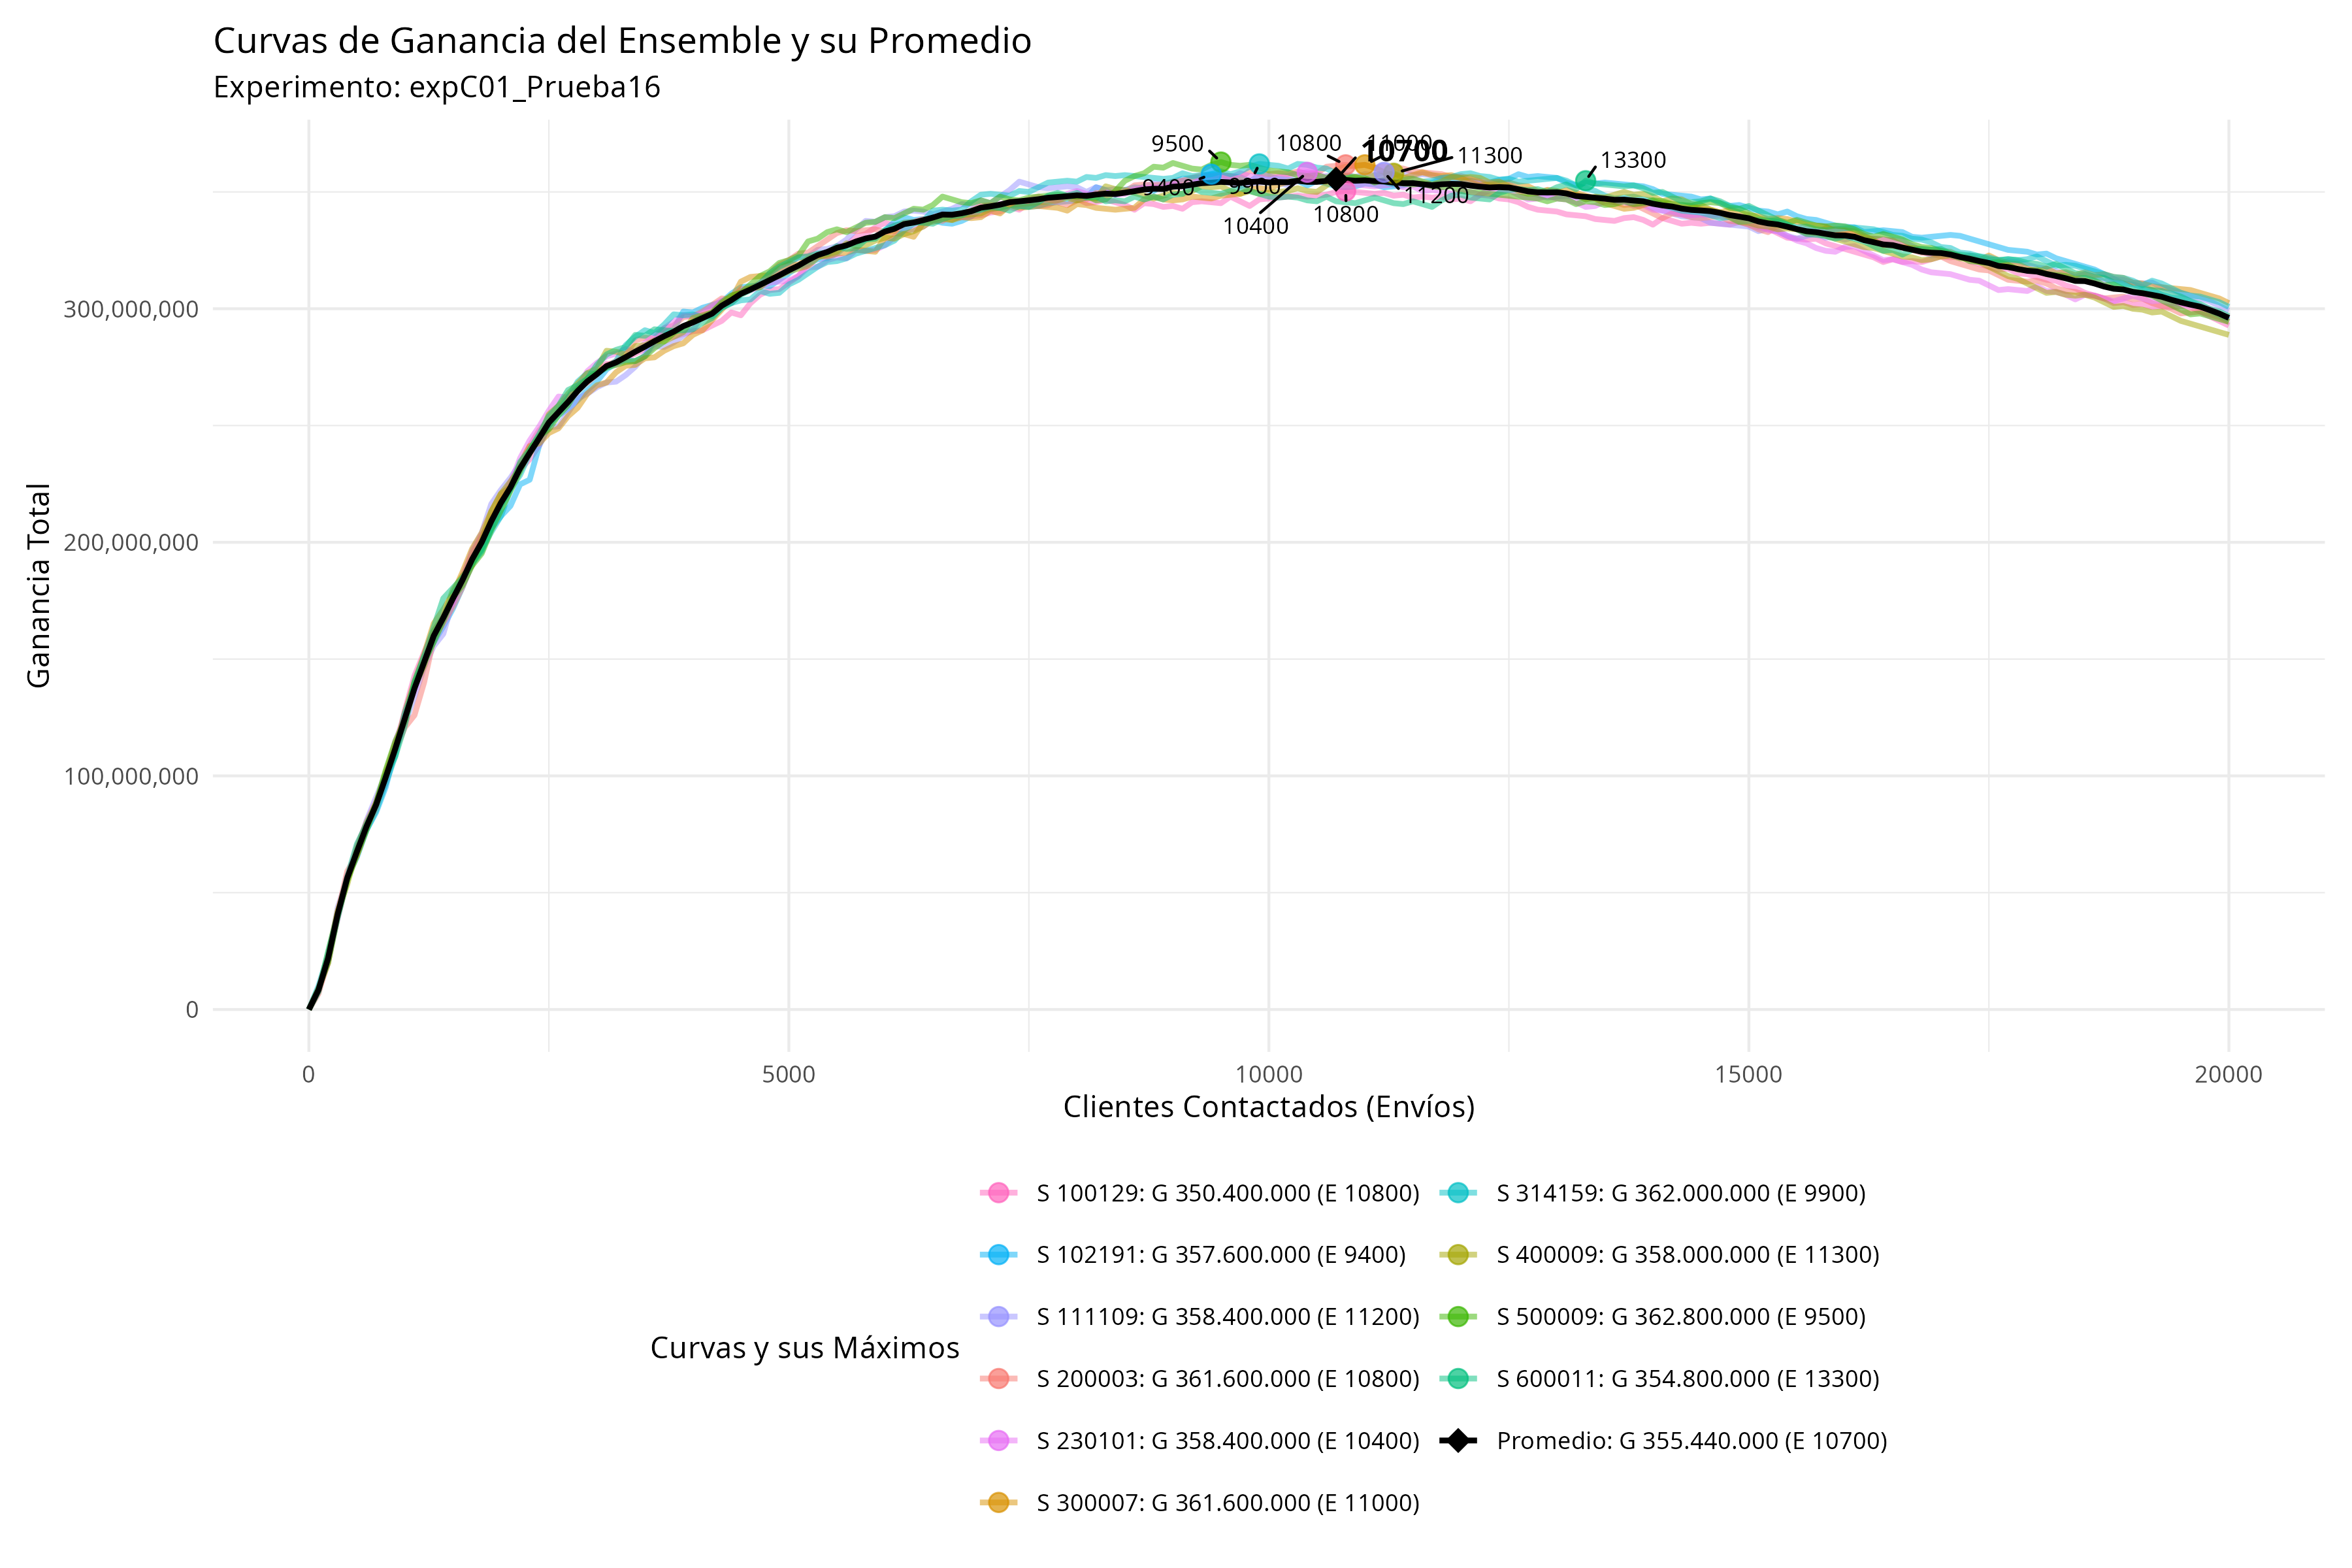 Curvas de Ganancia del Ensemble y su Promedio
Experimento: expC01_Prueba16
Ganancia Total
300,000,000
200,000,000
100,000,000
0
9500
10800
11000
10700
11300
13300
9400
9900
11200
10400
10800
0
5000
10000
15000
20000
Clientes Contactados (Envíos)
Curvas y sus Máximos
S 100129: G 350.400.000 (E 10800)
S 102191: G 357.600.000 (E 9400)
S 111109: G 358.400.000 (E 11200)
S 200003: G 361.600.000 (E 10800)
S 230101: G 358.400.000 (E 10400)
S 300007: G 361.600.000 (E 11000)
S 314159: G 362.000.000 (E 9900)
S 400009: G 358.000.000 (E 11300)
S 500009: G 362.800.000 (E 9500)
S 600011: G 354.800.000 (E 13300)
Promedio: G 355.440.000 (E 10700)